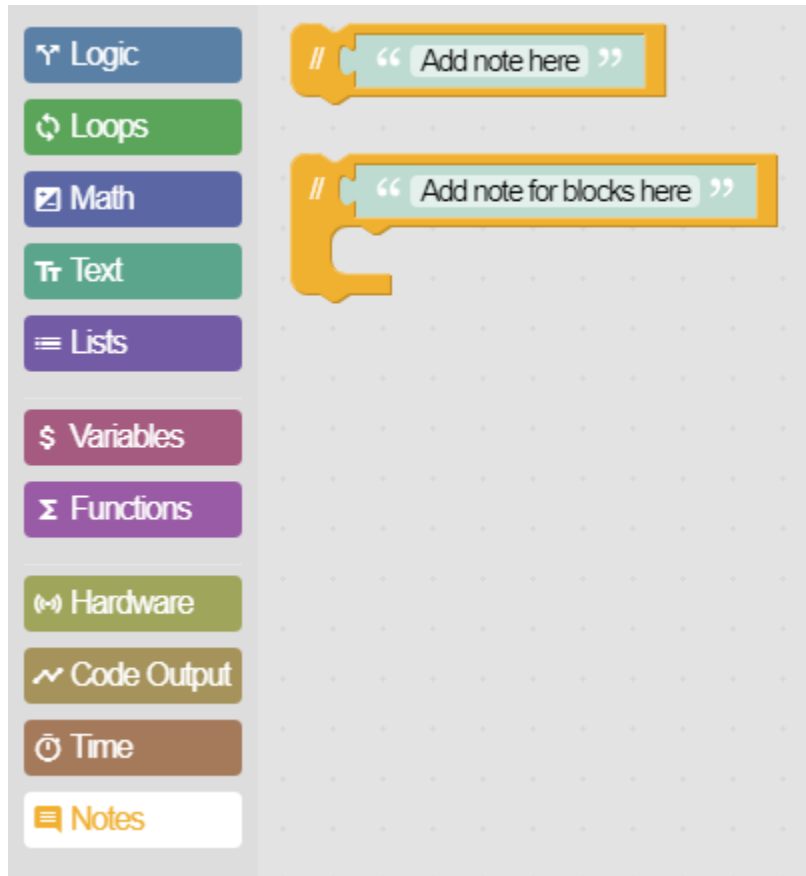 Logic
Loops
Math
Tт Text
Lists
$ Variables
Σ Functions
Hardware
Code Output
Time
Notes
// “ Add note here ”
// “ Add note for blocks here ”